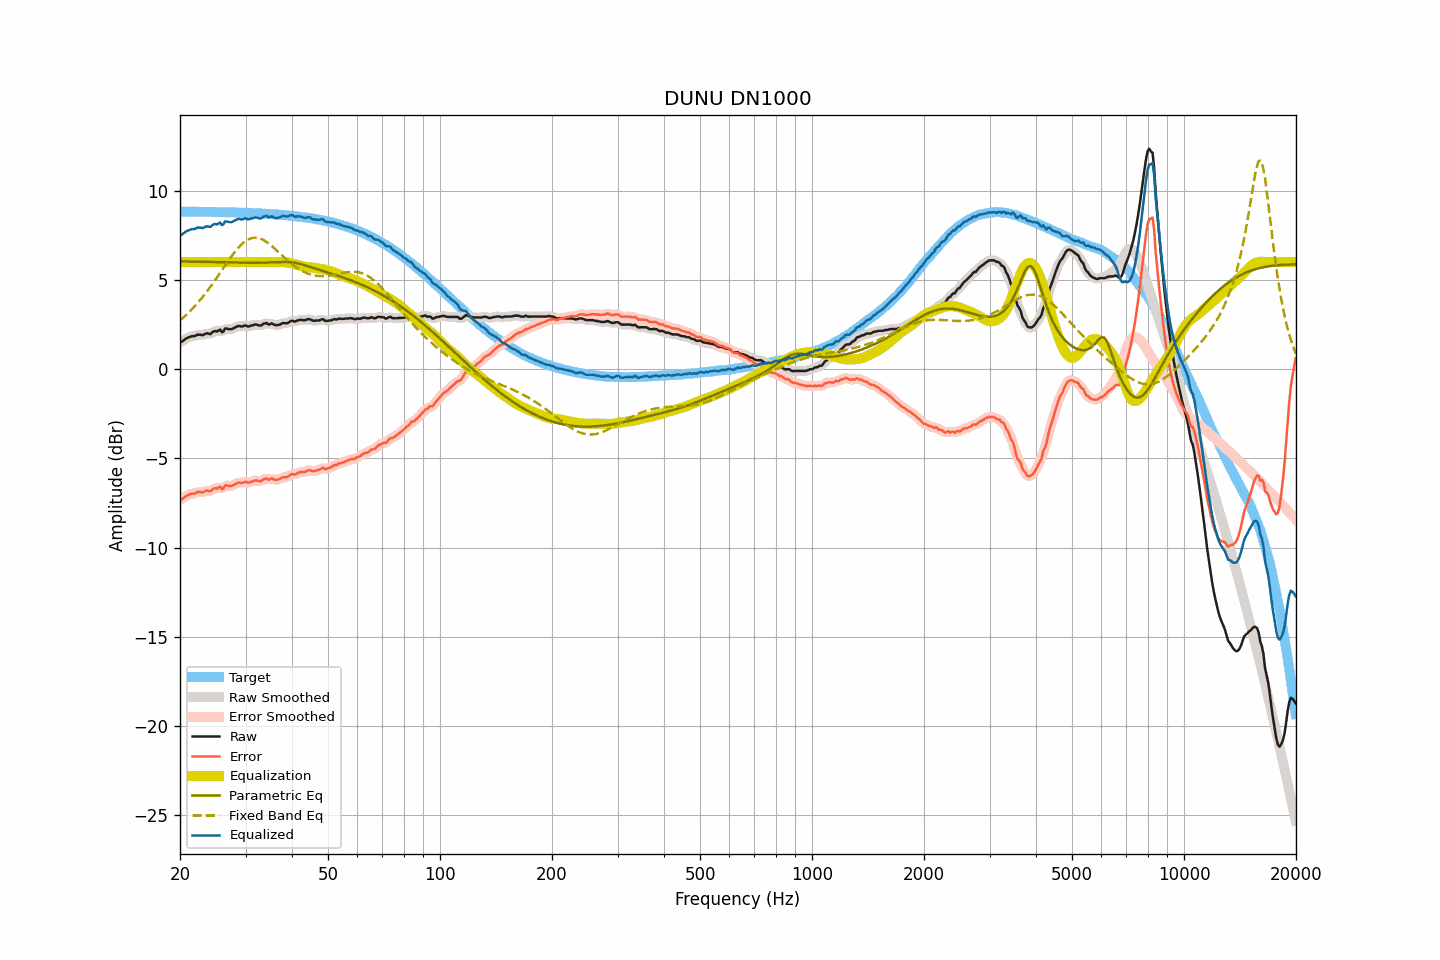 DUNU DN1000
Amplitude (dBr)
10
5
0
−5
−10
−15
−20
−25
Target
Raw Smoothed
Error Smoothed
Raw
Error
Equalization
Parametric Eq
Fixed Band Eq
Equalized
20 50 100 200 500 1000 2000 5000 10000 20000
Frequency (Hz)